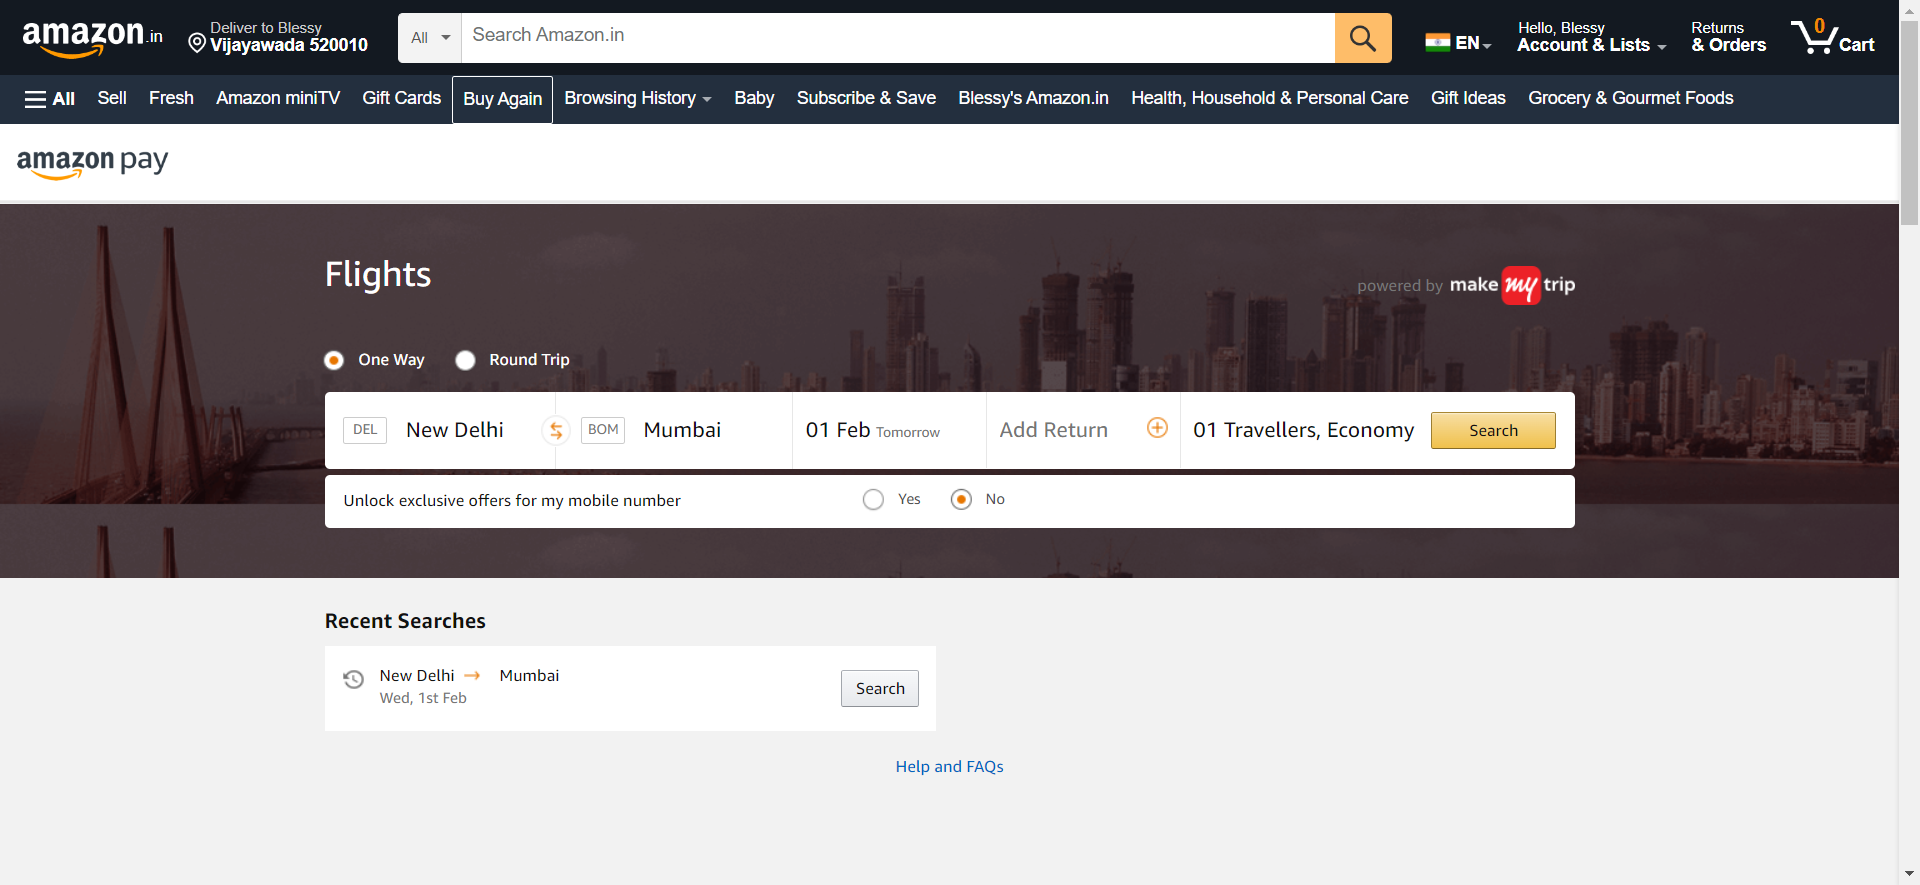 amazon.in
Deliver to Blessy
Vijayawada 520010
All
Search Amazon.in
EN
Hello, Blessy
Account & Lists
Returns
& Orders
0
Cart
All Sell Fresh Amazon miniTV Gift Cards Buy Again Browsing History Baby Subscribe & Save Blessy's Amazon.in Health, Household & Personal Care Gift Ideas Grocery & Gourmet Foods
amazon pay
Flights
powered by make my trip
One Way Round Trip
DEL New Delhi BOM Mumbai 01 Feb Tomorrow Add Return 01 Travellers, Economy Search
Unlock exclusive offers for my mobile number Yes No
Recent Searches
New Delhi → Mumbai
Wed, 1st Feb
Search
Help and FAQs